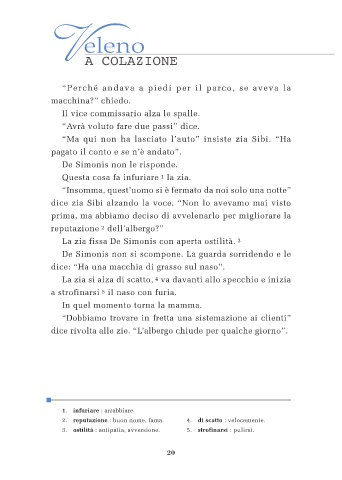 Veleno
A COLAZIONE
“Perché andava a piedi per il parco, se aveva la
macchina?” chiedo.
Il vice commissario alza le spalle.
“Avrà voluto fare due passi” dice.
“Ma qui non ha lasciato l’auto” insiste zia Sibi. “Ha
pagato il conto e se n’è andato”.
De Simonis non le risponde.
Questa cosa fa infuriare 1 la zia.
“Insomma, quest’uomo si è fermato da noi solo una notte”
dice zia Sibi alzando la voce. “Non lo avevamo mai visto
prima, ma abbiamo deciso di avvelenarlo per migliorare la
reputazione 2 dell’albergo?”
La zia fissa De Simonis con aperta ostilità. 3
De Simonis non si scompone. La guarda sorridendo e le
dice: “Ha una macchia di grasso sul naso”.
La zia si alza di scatto, 4 va davanti allo specchio e inizia
a strofinarsi 5 il naso con furia.
In quel momento torna la mamma.
“Dobbiamo trovare in fretta una sistemazione ai clienti”
dice rivolta alle zie. “L’albergo chiude per qualche giorno”.
1. infuriare : arrabbiare.
2. reputazione : buon nome, fama.
3. ostilità : antipatia, avversione.
4. di scatto : velocemente.
5. strofinarsi : pulirsi.
20